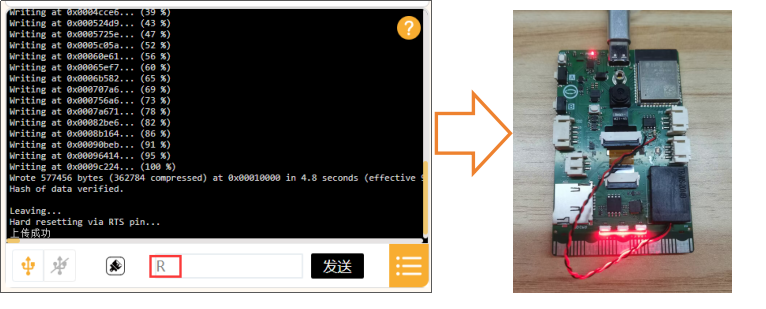 Writing at 0x0004cce6... (39 %)
Writing at 0x000524d9... (43 %)
Writing at 0x0005725e... (47 %)
Writing at 0x0005c05a... (52 %)
Writing at 0x00060e61... (56 %)
Writing at 0x00065ef7... (60 %)
Writing at 0x0006b582... (65 %)
Writing at 0x000707a6... (69 %)
Writing at 0x000756a6... (73 %)
Writing at 0x0007a671... (78 %)
Writing at 0x00082be6... (82 %)
Writing at 0x0008b164... (86 %)
Writing at 0x00090beb... (91 %)
Writing at 0x00096414... (95 %)
Writing at 0x0009c224... (100 %)
Wrote 577456 bytes (362784 compressed) at 0x00010000 in 4.8 seconds (effective
Hash of data verified.
Leaving...
Hard resetting via RTS pin...
上传成功
?
R
发送